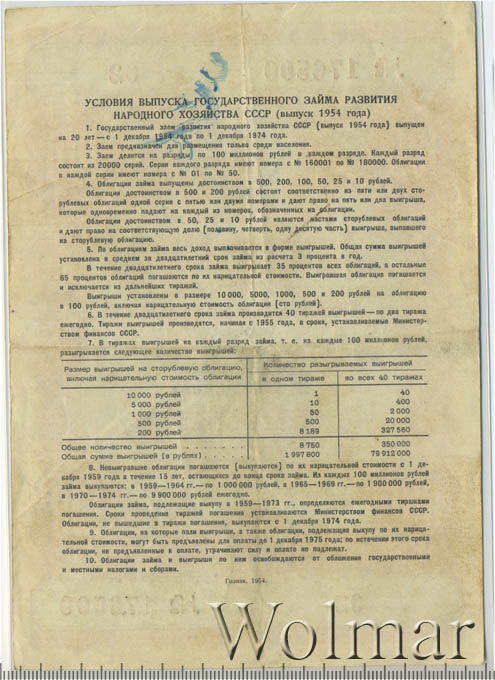 УСЛОВИЯ ВЫПУСКА ГОСУДАРСТВЕННОГО ЗАЙМА РАЗВИТИЯ
НАРОДНОГО ХОЗЯЙСТВА СССР (выпуск 1954 года)
1. Государственный заем развития народного хозяйства СССР (выпуск 1954 года) выпущен
на 20 лет — с 1 декабря 1954 года по 1 декабря 1974 года.
2. Заем предназначен для размещения только среди населения.
3. Заем делится на разряды по 100 миллионов рублей в каждом разряде. Каждый разряд
состоит из 20000 серий. Серии каждого разряда имеют номера с № 160001 по № 180000. Облигации
в каждой серии имеют номера с № 01 по № 50.
4. Облигации займа выпущены достоинством в 500, 200, 100, 50, 25 и 10 рублей.
Облигации достоинством в 500 и 200 рублей состоят соответственно из пяти или двух сто-
рублевых облигаций одной серии с пятью или двумя номерами и дают право на пять или два выигрыша,
которые одновременно падают на каждый из номеров, обозначенных на облигации.
Облигации достоинством в 50, 25 и 10 рублей являются частями сторублевых облигаций
и дают право на соответствующую долю (половину, четверть, одну десятую часть) выигрыша, выпавшего
на сторублевую облигацию.
5. По облигациям займа весь доход выплачивается в форме выигрышей. Общая сумма выигрышей
установлена в среднем за двадцатилетний срок займа из расчета 3 процента в год.
В течение двадцатилетнего срока займа выигрывает 35 процентов всех облигаций, а остальные
65 процентов облигаций погашаются по их нарицательной стоимости. Выигравшая облигация погашается
и исключается из дальнейших тиражей.
Выигрыши установлены в размере 10 000, 5000, 1000, 500 и 200 рублей на облигацию
в 100 рублей, включая нарицательную стоимость облигации (сто рублей).
6. В течение двадцатилетнего срока займа производится 40 тиражей выигрышей — по два тиража
ежегодно. Тиражи выигрышей производятся, начиная с 1955 года, в сроки, устанавливаемые Министер-
ством финансов СССР.
7. В тиражах выигрышей на каждый разряд займа, т. е. на каждые 100 миллионов рублей,
разыгрывается следующее количество выигрышей:
Размер выигрышей на сторублевую облигацию, включая нарицательную стоимость облигации
Количество разыгрываемых выигрышей
в одном тираже во всех 40 тиражах
10 000 рублей 1 40
5 000 рублей 10 400
1 000 рублей 50 2 000
500 рублей 500 20 000
200 рублей 8 189 327 560
Общее количество выигрышей . . . . . . . 8 750 350 000
Общая сумма выигрышей (в рублях) . . . . 1 997 800 79 912 000
8. Невыигравшие облигации погашаются (выкупаются) по их нарицательной стоимости с 1 де-
кабря 1959 года в течение 15 лет, остающихся до конца срока займа. Из каждых 100 миллионов рублей
займа выкупаются: в 1959—1964 гг.— по 1 000 000 рублей, в 1965—1969 гг.— по 1 900 000 рублей,
в 1970—1974 гг.— по 9 900 000 рублей ежегодно.
Облигации займа, подлежащие выкупу в 1959—1973 гг., определяются ежегодными тиражами
погашения. Сроки проведения тиражей погашения устанавливаются Министерством финансов СССР.
Облигации, не вышедшие в тиражи погашения, выкупаются с 1 декабря 1974 года.
9. Облигации, на которые пали выигрыши, а также облигации, подлежащие выкупу по их нарица-
тельной стоимости, могут быть предъявлены для оплаты до 1 декабря 1975 года; по истечении этого срока
облигации, не предъявленные к оплате, утрачивают силу и оплате не подлежат.
10. Облигации займа и выигрыши по ним освобождаются от обложения государственными
и местными налогами и сборами.
Гознак. 1954.
Wolmar